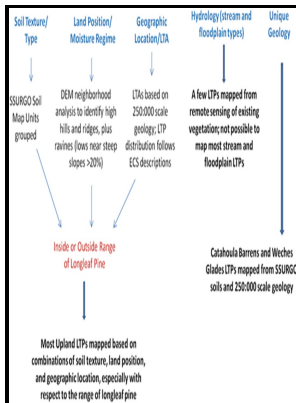 Soil Texture/
Type
Land Position/
Moisture Regime
Geographic
Location/LTA
Hydrology (stream and
floodplain types)
Unique
Geology
SSURGO Soil
Map Units
grouped
DEM neighborhood
analysis to identify high
hills and ridges, plus
ravines (lows near steep
slopes >20%)
LTAs based on
250:000 scale
geology; LTP
distribution follows
ECS descriptions
A few LTPs mapped from
remote sensing of existing
vegetation; not possible to
map most stream and
floodplain LTPs
Inside or Outside Range
of Longleaf Pine
Catahoula Barrens and Weches
Glades LTPs mapped from SSURGO
soils and 250:000 scale geology
Most Upland LTPs mapped based on
combinations of soil texture, land position,
and geographic location, especially with
respect to the range of longleaf pine